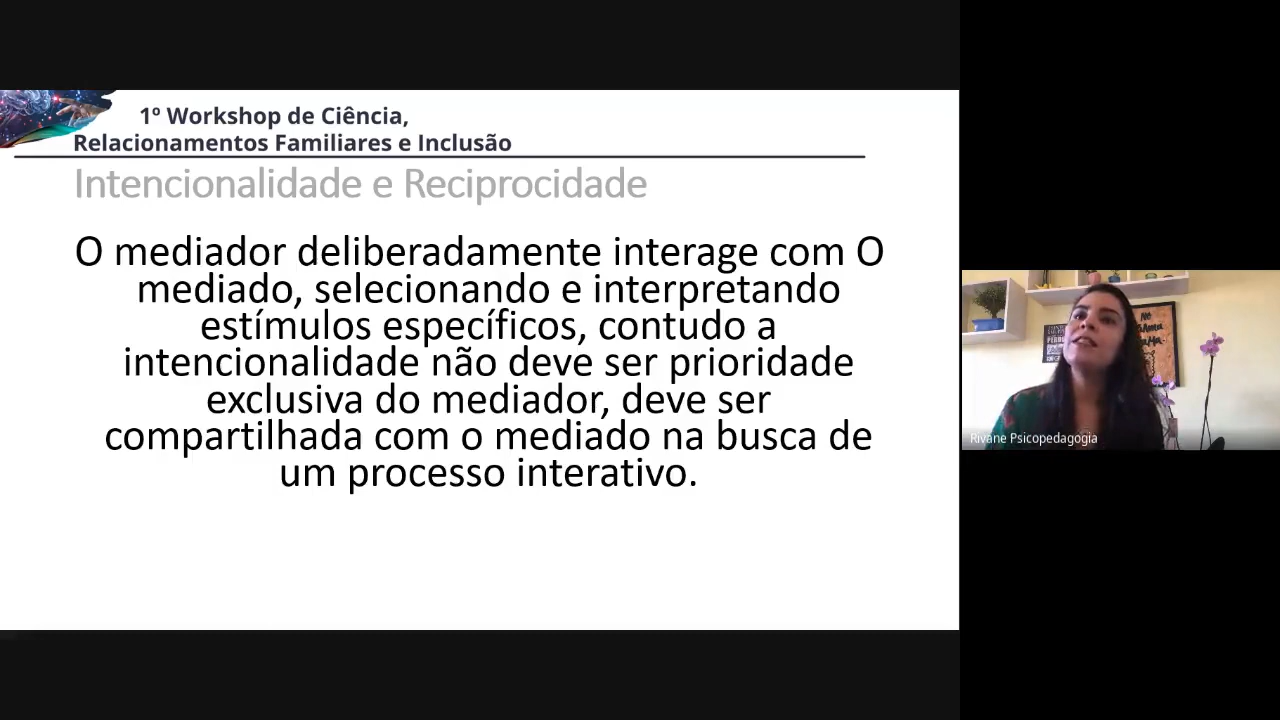 1º Workshop de Ciência,
Relacionamentos Familiares e Inclusão
Intencionalidade e Reciprocidade
O mediador deliberadamente interage com O
mediado, selecionando e interpretando
estímulos específicos, contudo a
intencionalidade não deve ser prioridade
exclusiva do mediador, deve ser
compartilhada com o mediado na busca de
um processo interativo.
Rivane Psicopedagogia